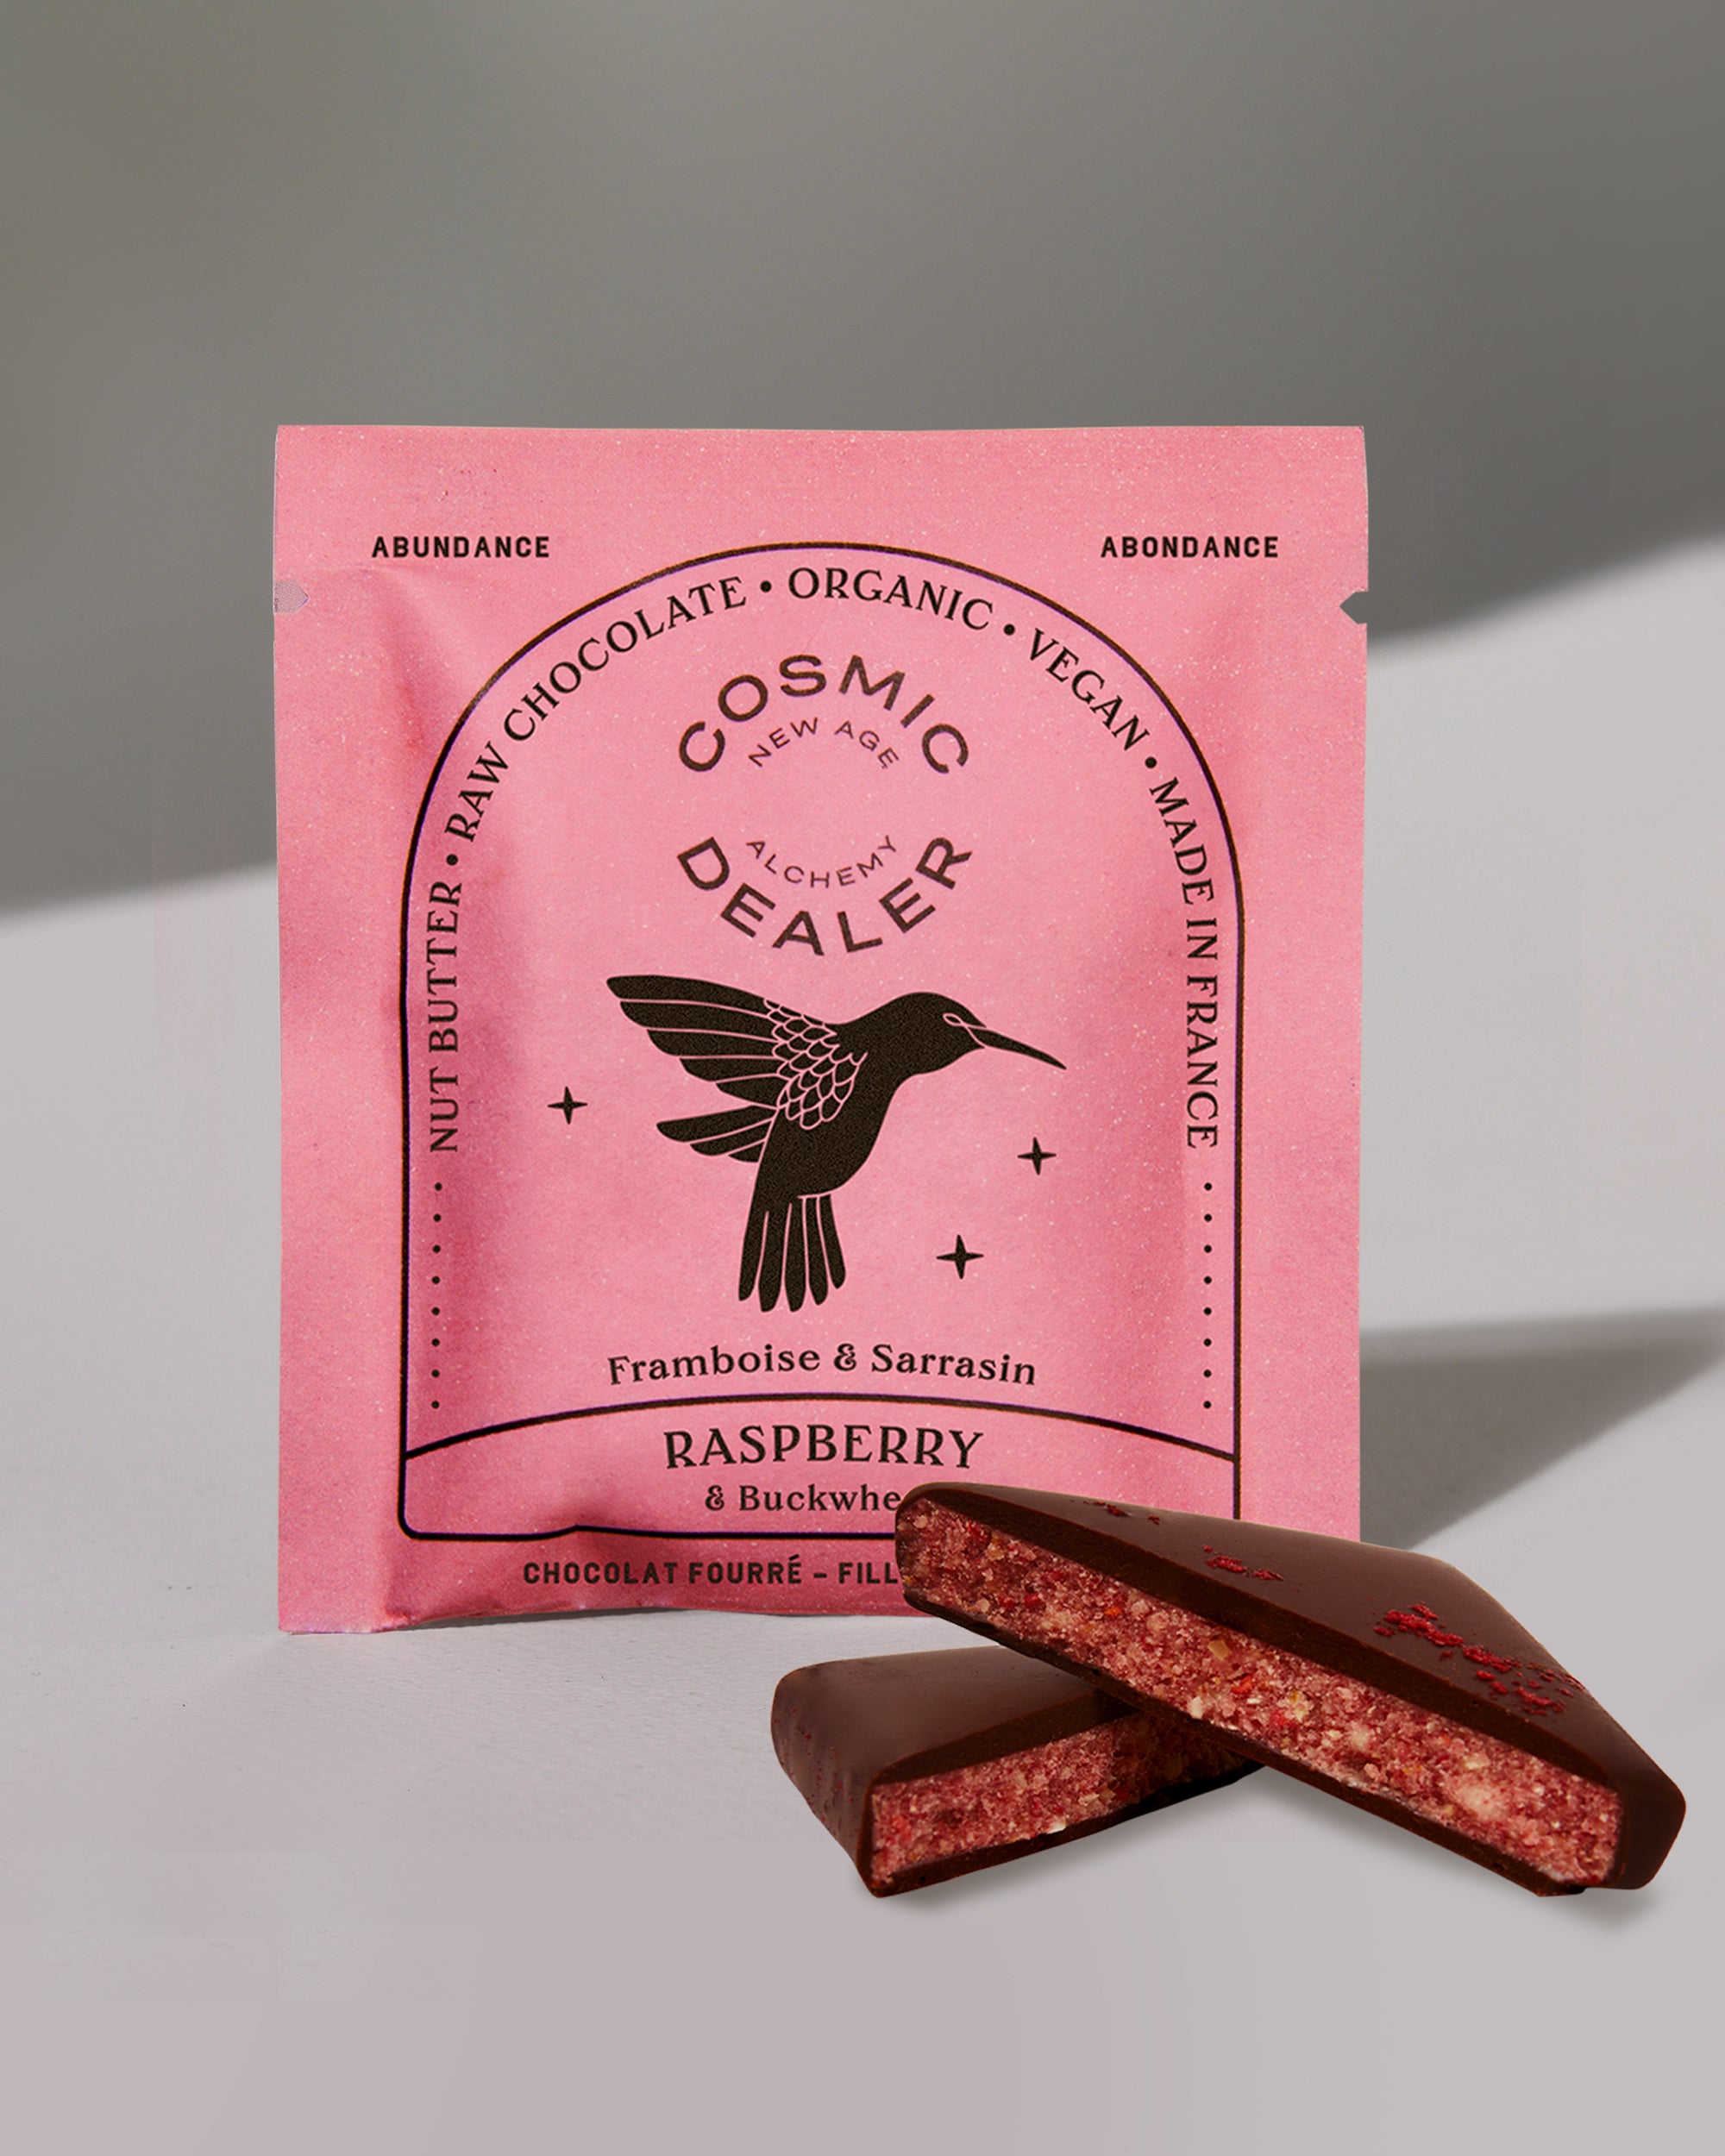 ABUNDANCE
ABONDANCE
NUT BUTTER • RAW CHOCOLATE • ORGANIC • VEGAN • MADE IN FRANCE
COSMIC
NEW AGE
ALCHEMY
DEALER
Framboise & Sarrasin
RASPBERRY
& Buckwhe
CHOCOLAT FOURRÉ - FILL